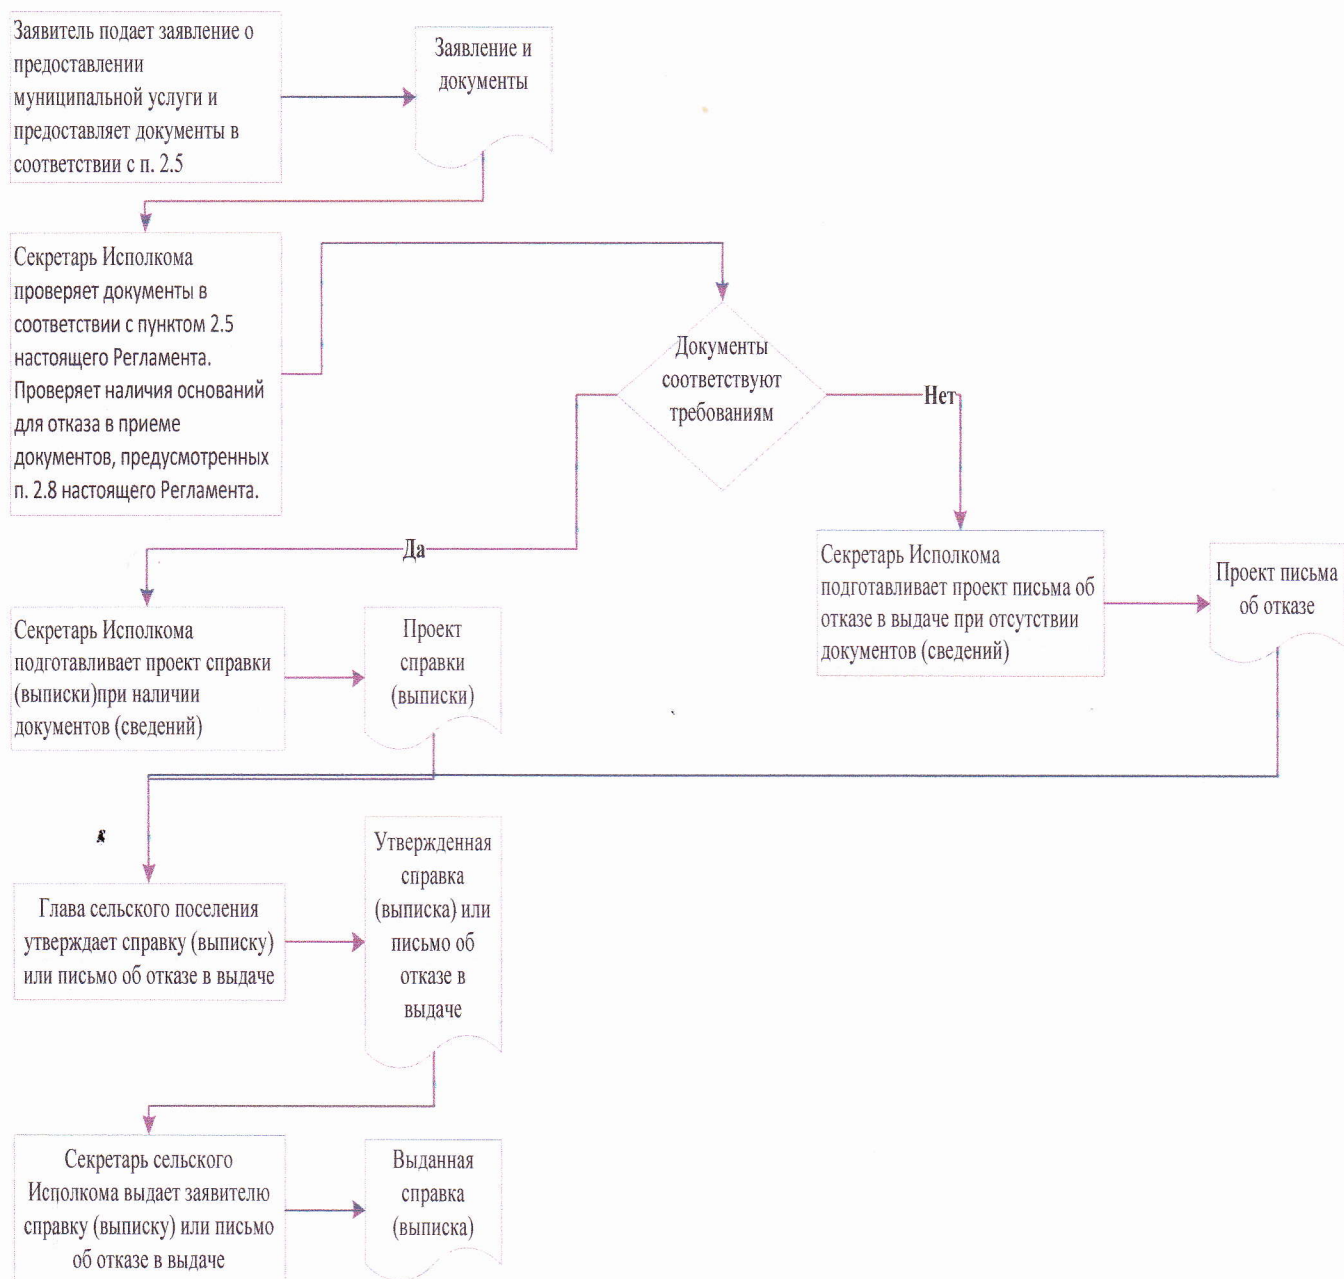 Заявитель подает заявление о
предоставлении
муниципальной услуги и
предоставляет документы в
соответствии с п. 2.5
Заявление и
документы
Секретарь Исполкома
проверяет документы в
соответствии с пунктом 2.5
настоящего Регламента.
Проверяет наличия оснований
для отказа в приеме
документов, предусмотренных
п. 2.8 настоящего Регламента.
Документы
соответствуют
требованиям
Нет
Да
Секретарь Исполкома
подготавливает проект письма об
отказе в выдаче при отсутствии
документов (сведений)
Проект письма
об отказе
Секретарь Исполкома
подготавливает проект справки
(выписки)при наличии
документов (сведений)
Проект
справки
(выписки)
Глава сельского поселения
утверждает справку (выписку)
или письмо об отказе в выдаче
Утвержденная
справка
(выписка) или
письмо об
отказе в
выдаче
Секретарь сельского
Исполкома выдает заявителю
справку (выписку) или письмо
об отказе в выдаче
Выданная
справка
(выписка)